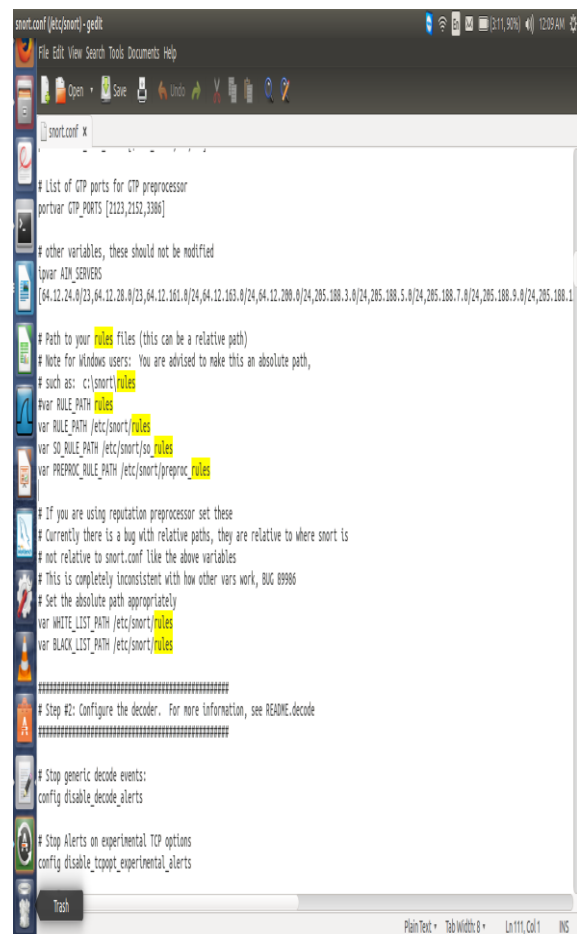 snort.conf (/etc/snort) - gedit
En (3:11, 90%) 12:09 AM
File Edit View Search Tools Documents Help
Open Save Undo
snort.conf x
# List of GTP ports for GTP preprocessor
portvar GTP_PORTS [2123,2152,3386]
# other variables, these should not be modified
ipvar AIM_SERVERS
[64.12.24.0/23,64.12.28.0/23,64.12.161.0/24,64.12.163.0/24,64.12.200.0/24,205.188.3.0/24,205.188.5.0/24,205.188.7.0/24,205.188.9.0/24,205.188.1
# Path to your rules files (this can be a relative path)
# Note for Windows users:  You are advised to make this an absolute path,
# such as:  c:\snort\rules
#var RULE_PATH rules
var RULE_PATH /etc/snort/rules
var SO_RULE_PATH /etc/snort/so_rules
var PREPROC_RULE_PATH /etc/snort/preproc_rules
# If you are using reputation preprocessor set these
# Currently there is a bug with relative paths, they are relative to where snort is
# not relative to snort.conf like the above variables
# This is completely inconsistent with how other vars work, BUG 89986
# Set the absolute path appropriately
var WHITE_LIST_PATH /etc/snort/rules
var BLACK_LIST_PATH /etc/snort/rules
###################################################
# Step #2: Configure the decoder.  For more information, see README.decode
###################################################
# Stop generic decode events:
config disable_decode_alerts
# Stop Alerts on experimental TCP options
config disable_tcpopt_experimental_alerts
Trash
Plain Text Tab Width: 8 Ln 111, Col 1 INS